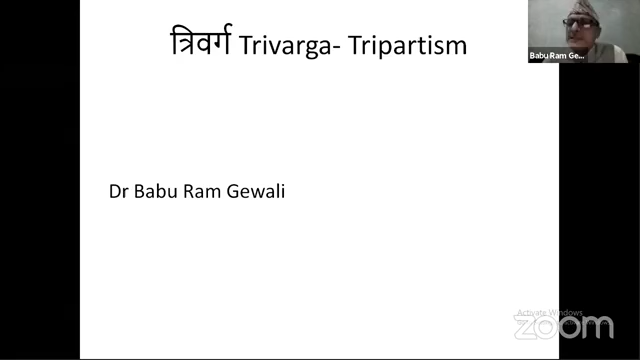 त्रिवर्ग Trivarga- Tripartism
Babu Ram Ge...
Dr Babu Ram Gewali
Activate Windows
zoom